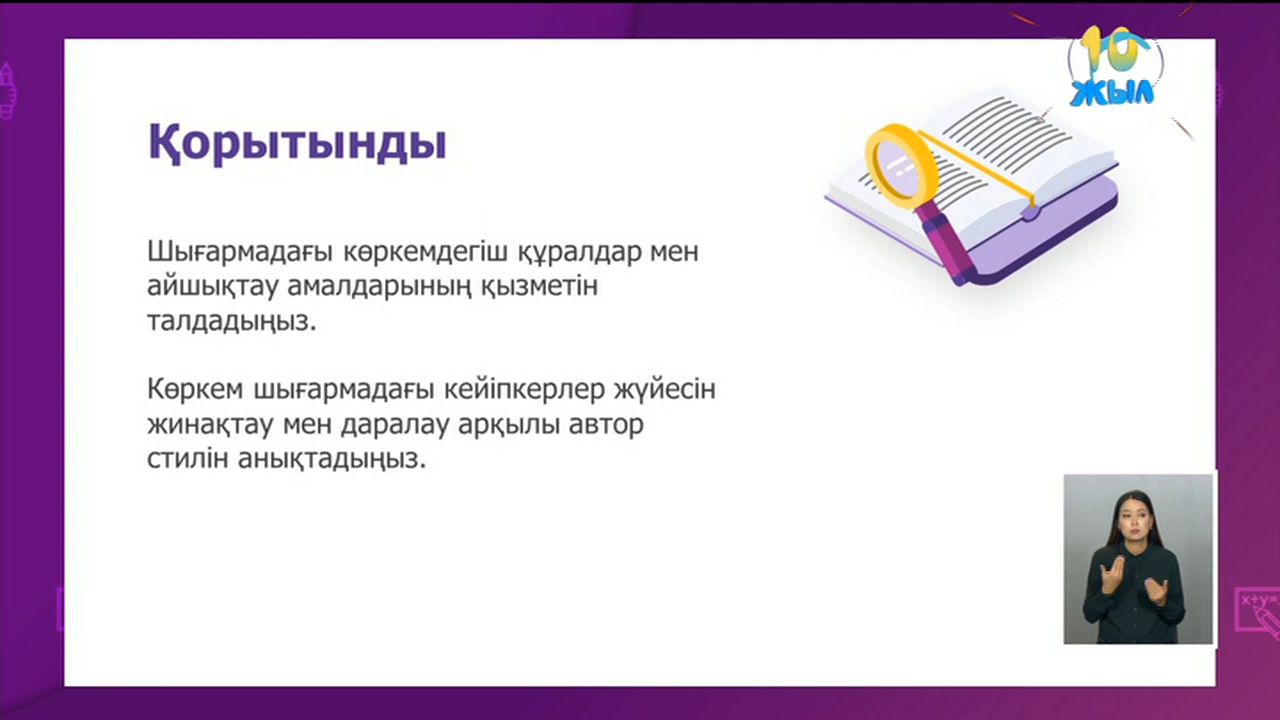 10
ЖЫЛ
Қорытынды
Шығармадағы көркемдегіш құралдар мен
айшықтау амалдарының қызметін
талдадыңыз.
Көркем шығармадағы кейіпкерлер жүйесін
жинақтау мен даралау арқылы автор
стилін анықтадыңыз.
x+y=